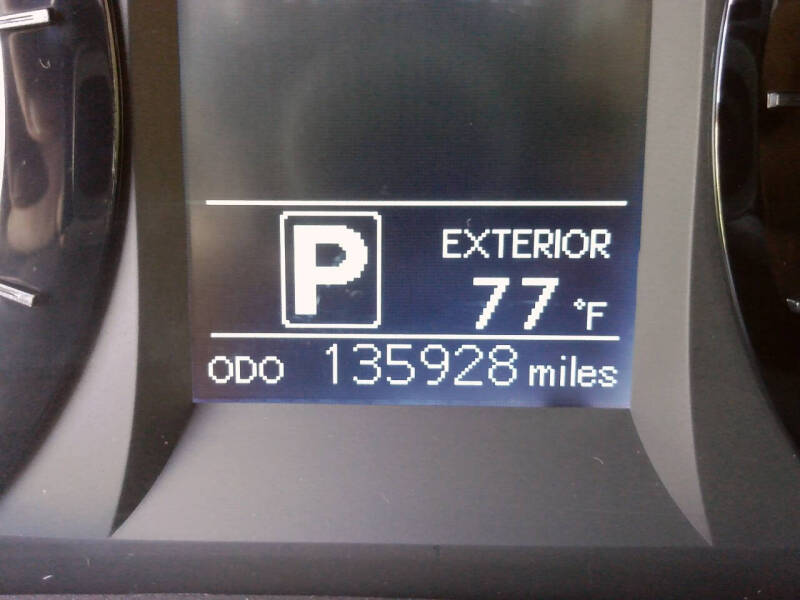 P
EXTERIOR
77 °F
ODO 135928 miles